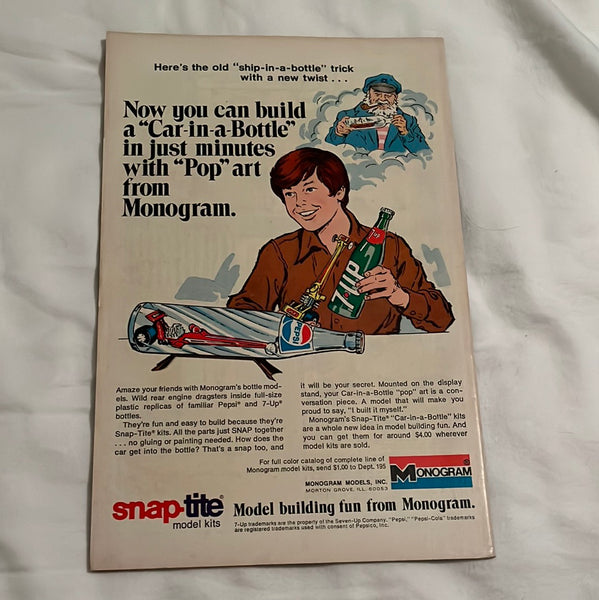 Here's the old "ship-in-a-bottle" trick
with a new twist . . .
Now you can build
a "Car-in-a-Bottle"
in just minutes
with "Pop" art
from
Monogram.
7UP
7UP
PEPSI
Amaze your friends with Monogram's bottle mod-
els. Wild rear engine dragsters inside full-size
plastic replicas of familiar Pepsi® and 7-Up®
bottles.
They're fun and easy to build because they're
Snap-Tite® kits. All the parts just SNAP together
. . . no gluing or painting needed. How does the
car get into the bottle? That's a snap too, and
it will be your secret. Mounted on the display
stand, your Car-in-a-Bottle "pop" art is a con-
versation piece. A model that will make you
proud to say, "I built it myself."
Monogram's Snap-Tite® "Car-in-a-Bottle" kits
are a whole new idea in model building fun. And
you can get them for around $4.00 wherever
model kits are sold.
For full color catalog of complete line of
Monogram model kits, send $1.00 to Dept. 195
MONOGRAM MODELS, INC.
MORTON GROVE, ILL. 60053
MONOGRAM®
snap-tite®
model kits
Model building fun from Monogram.
7-Up trademarks are the property of the Seven-Up Company. "Pepsi," "Pepsi-Cola" trademarks
are registered trademarks used with consent of Pepsico, Inc.